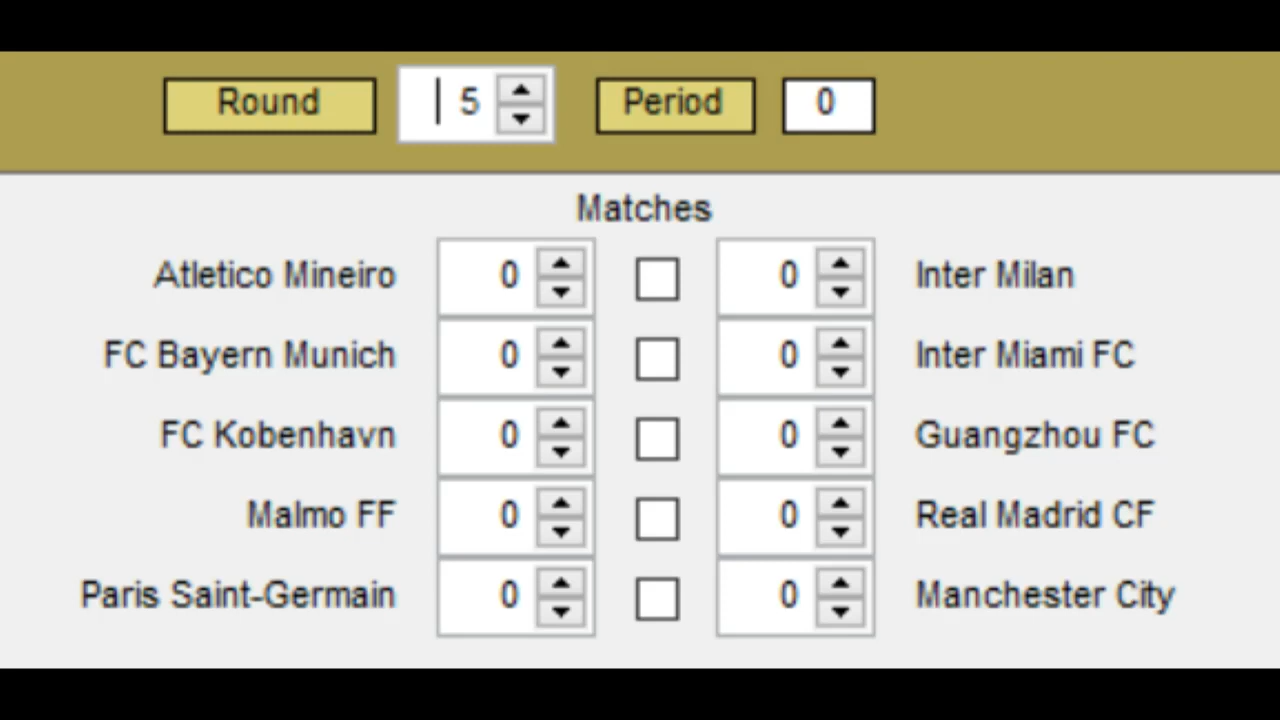 Round 5 Period 0
Matches
Atletico Mineiro 0 0 Inter Milan
FC Bayern Munich 0 0 Inter Miami FC
FC Kobenhavn 0 0 Guangzhou FC
Malmo FF 0 0 Real Madrid CF
Paris Saint-Germain 0 0 Manchester City